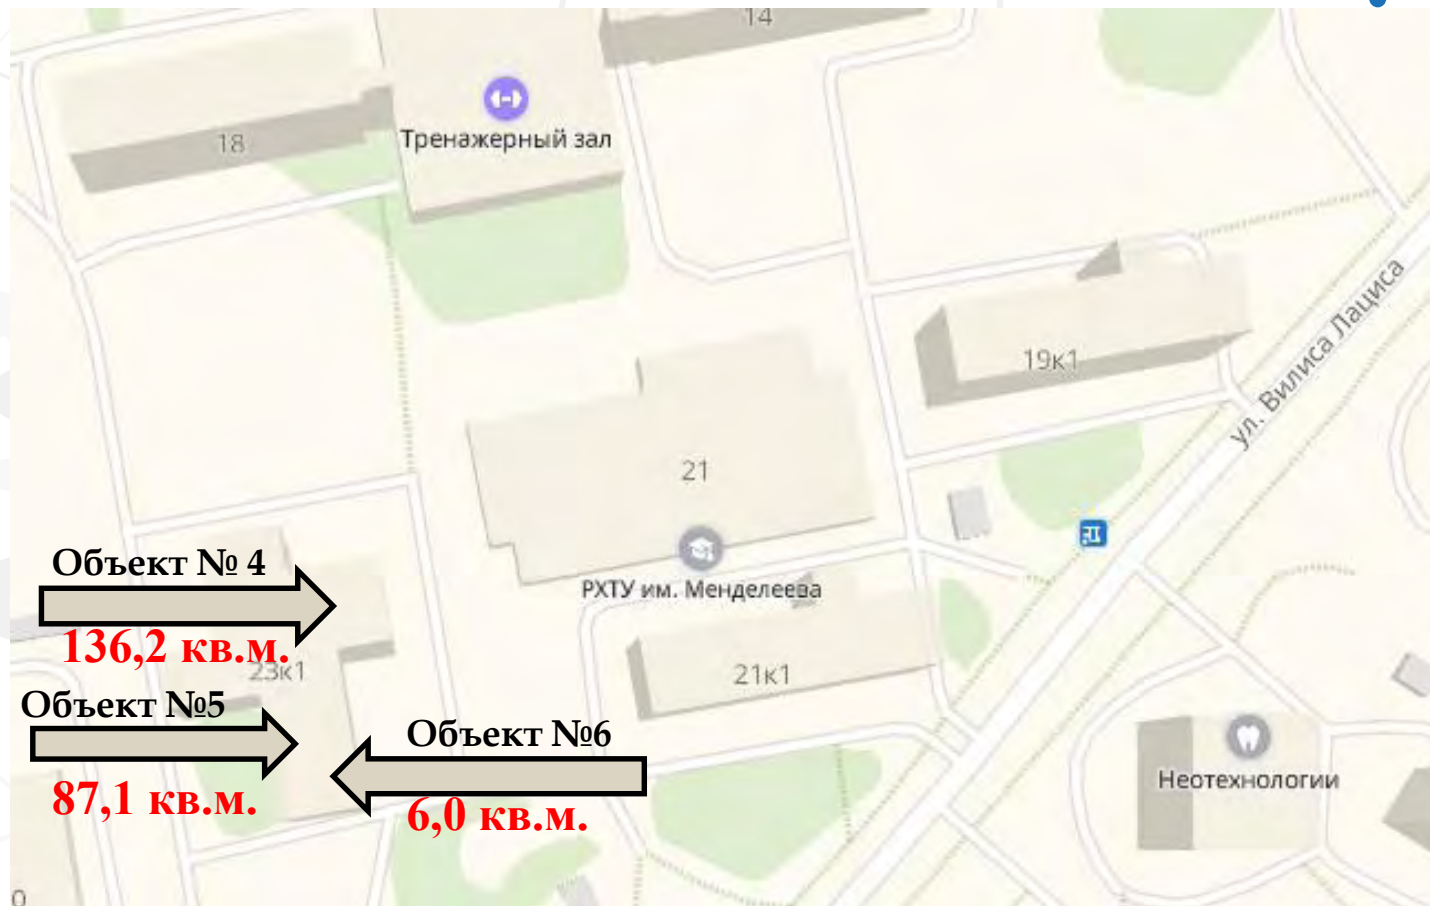 14
18
Тренажерный зал
ул. Вилиса Лациса
19к1
21
Объект № 4
РХТУ им. Менделеева
136,2 кв.м.
23к1
21к1
Объект №5
Объект №6
87,1 кв.м.
6,0 кв.м.
Неотехнологии
0